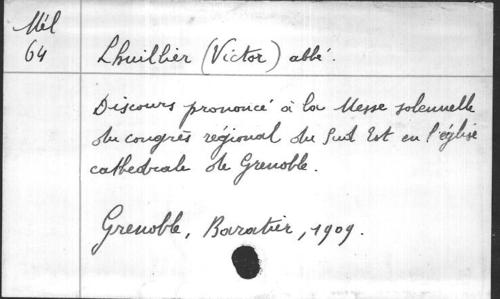 Mél
64
Lhuillier (Victor) abbé.
Discours prononcé à la Messe solennelle
du congrès régional du Sud Est en l'église
cathédrale de Grenoble.
Grenoble, Baratier, 1909.